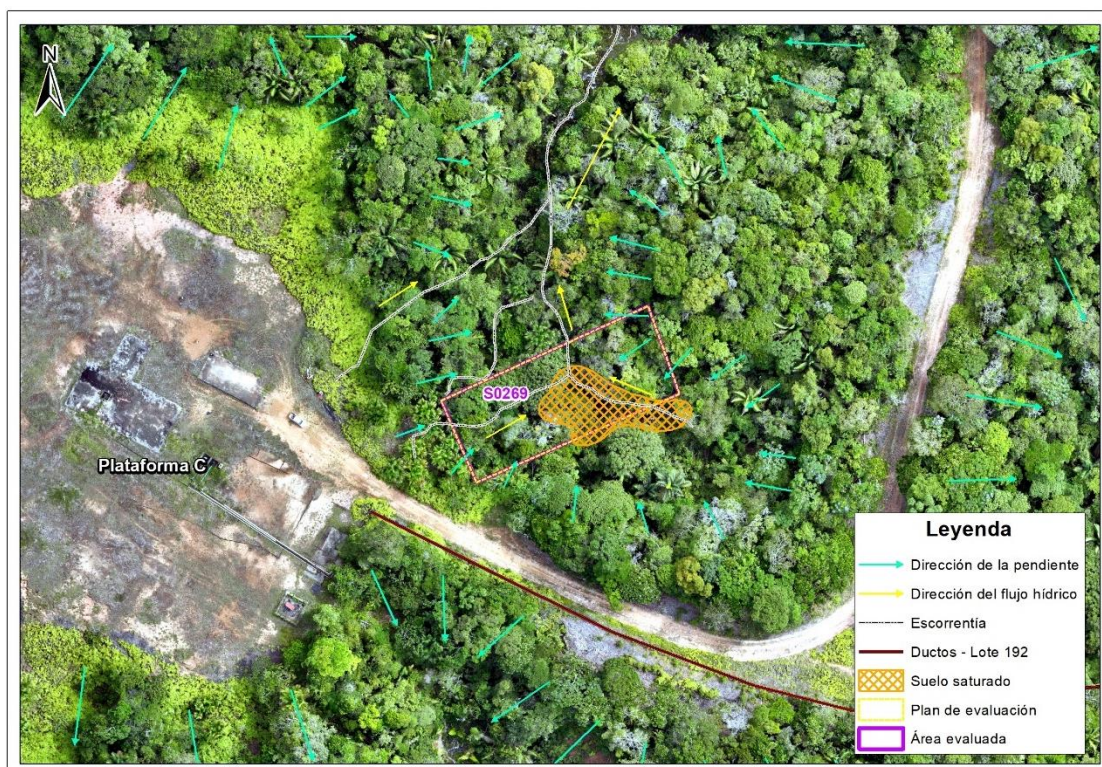 N
S0269
Plataforma C
Leyenda
Dirección de la pendiente
Dirección del flujo hídrico
Escorrentía
Ductos - Lote 192
Suelo saturado
Plan de evaluación
Área evaluada